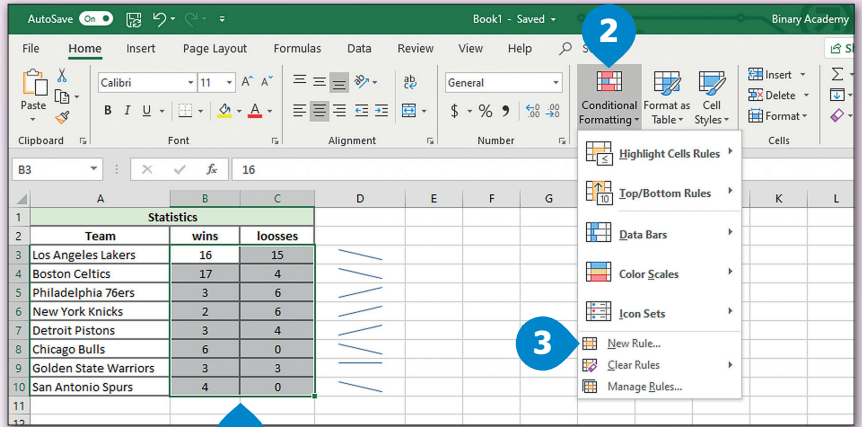 AutoSave On Book1 - Saved Binary Academy
File Home Insert Page Layout Formulas Data Review View Help
2
Paste Calibri 11 A A ab General Conditional Formatting Format as Table Cell Styles Insert Delete Format
B I U A $ % 9 .00
Clipboard Font Alignment Number Cells
B3 fx 16
A B C D E F G K L
1 Statistics
2 Team wins loosses
3 Los Angeles Lakers 16 15
4 Boston Celtics 17 4
5 Philadelphia 76ers 3 6
6 New York Knicks 2 6
7 Detroit Pistons 3 4
8 Chicago Bulls 6 0
9 Golden State Warriors 3 3
10 San Antonio Spurs 4 0
11
12
Highlight Cells Rules
10 Top/Bottom Rules
Data Bars
Color Scales
Icon Sets
3 New Rule...
Clear Rules
Manage Rules...